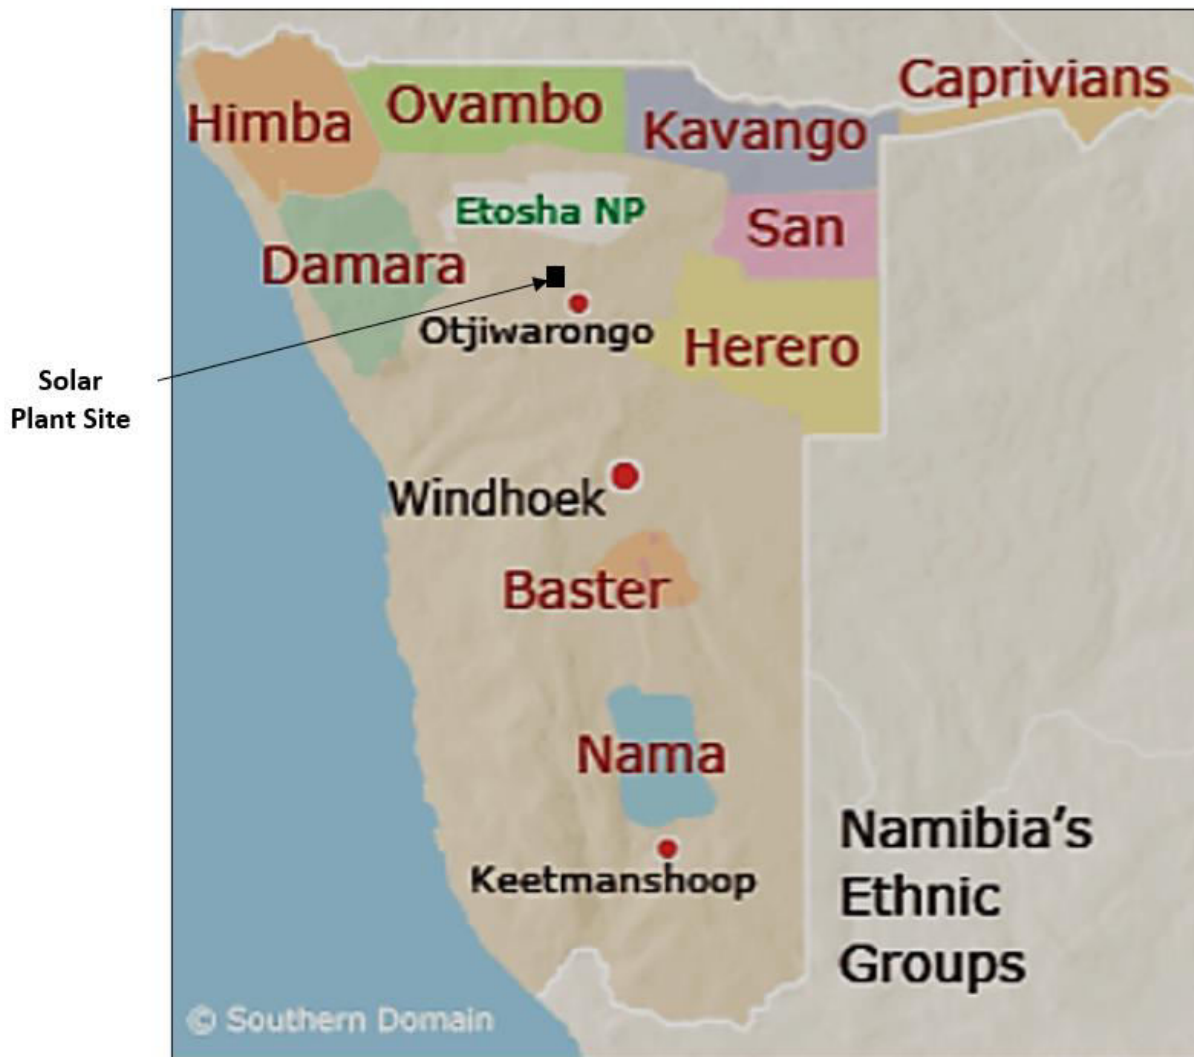 Caprivians
Ovambo
Himba
Kavango
Etosha NP
San
Damara
Otjiwarongo
Herero
Solar
Plant Site
Windhoek
Baster
Nama
Keetmanshoop
Namibia's
Ethnic
Groups
© Southern Domain